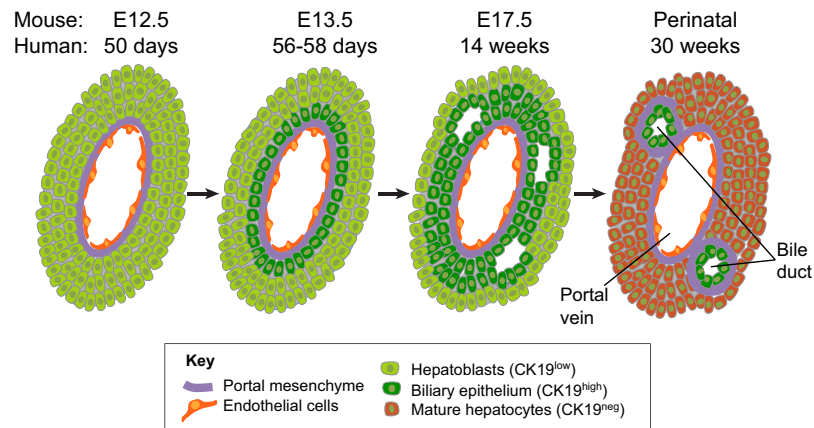 Mouse: E12.5 E13.5 E17.5 Perinatal
Human: 50 days 56-58 days 14 weeks 30 weeks
Bile
duct
Portal
vein
Key
Portal mesenchyme
Endothelial cells
Hepatoblasts (CK19low)
Biliary epithelium (CK19high)
Mature hepatocytes (CK19neg)